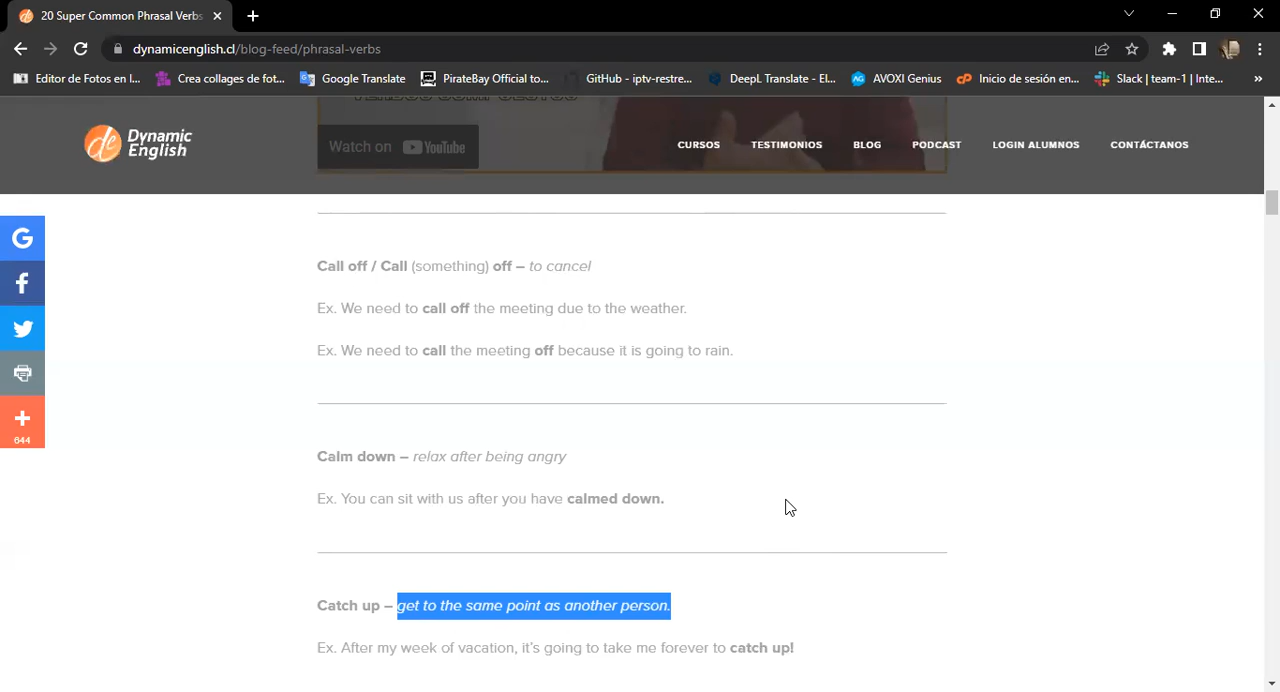 20 Super Common Phrasal Verbs
dynamicenglish.cl/blog-feed/phrasal-verbs
Editor de Fotos en l... Crea collages de fot... Google Translate PirateBay Official to... GitHub - iptv-restre... DeepL Translate - El... AVOXI Genius Inicio de sesión en... Slack | team-1 | Inte... »
Watch on YouTube
de Dynamic English
CURSOS TESTIMONIOS BLOG PODCAST LOGIN ALUMNOS CONTÁCTANOS
644
Call off / Call (something) off – to cancel
Ex. We need to call off the meeting due to the weather.
Ex. We need to call the meeting off because it is going to rain.
Calm down – relax after being angry
Ex. You can sit with us after you have calmed down.
Catch up – get to the same point as another person.
Ex. After my week of vacation, it's going to take me forever to catch up!